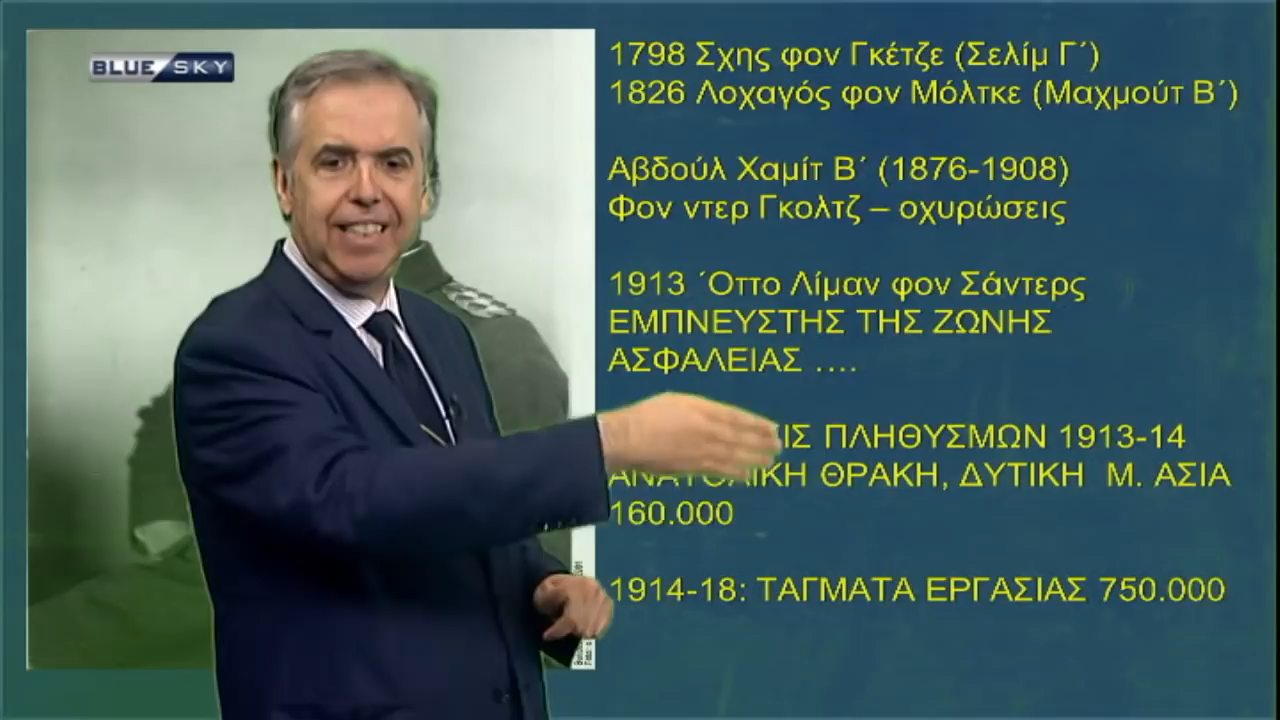 BLUE SKY
1798 Σχης φον Γκέτζε (Σελίμ Γ΄)
1826 Λοχαγός φον Μόλτκε (Μαχμούτ Β΄)
Αβδούλ Χαμίτ Β΄ (1876-1908)
Φον ντερ Γκολτζ – οχυρώσεις
1913 ΄Οττο Λίμαν φον Σάντερς
ΕΜΠΝΕΥΣΤΗΣ ΤΗΣ ΖΩΝΗΣ
ΑΣΦΑΛΕΙΑΣ ….
ΠΛΗΘΥΣΜΩΝ 1913-14
ΑΝΑΤΟΛΙΚΗ ΘΡΑΚΗ, ΔΥΤΙΚΗ Μ. ΑΣΙΑ
160.000
1914-18: ΤΑΓΜΑΤΑ ΕΡΓΑΣΙΑΣ 750.000